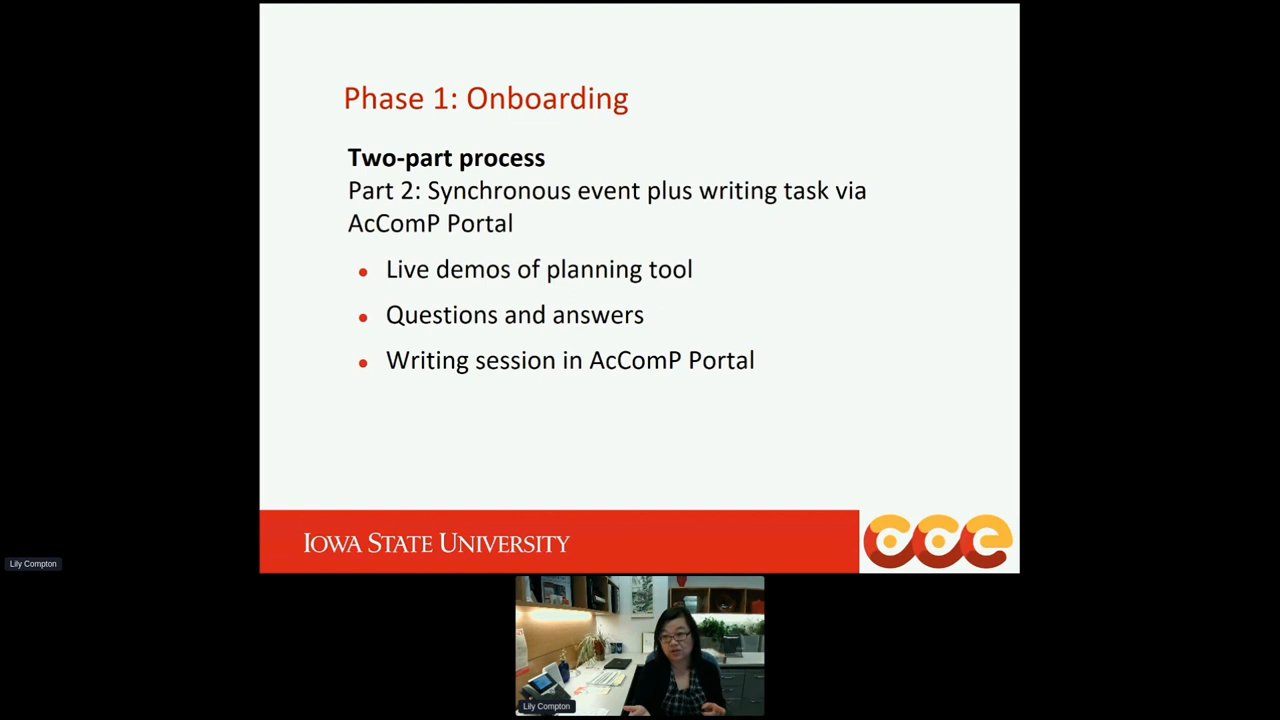 Phase 1: Onboarding
Two-part process
Part 2: Synchronous event plus writing task via
AcComP Portal
• Live demos of planning tool
• Questions and answers
• Writing session in AcComP Portal
IOWA STATE UNIVERSITY
cce
Lily Compton
Lily Compton